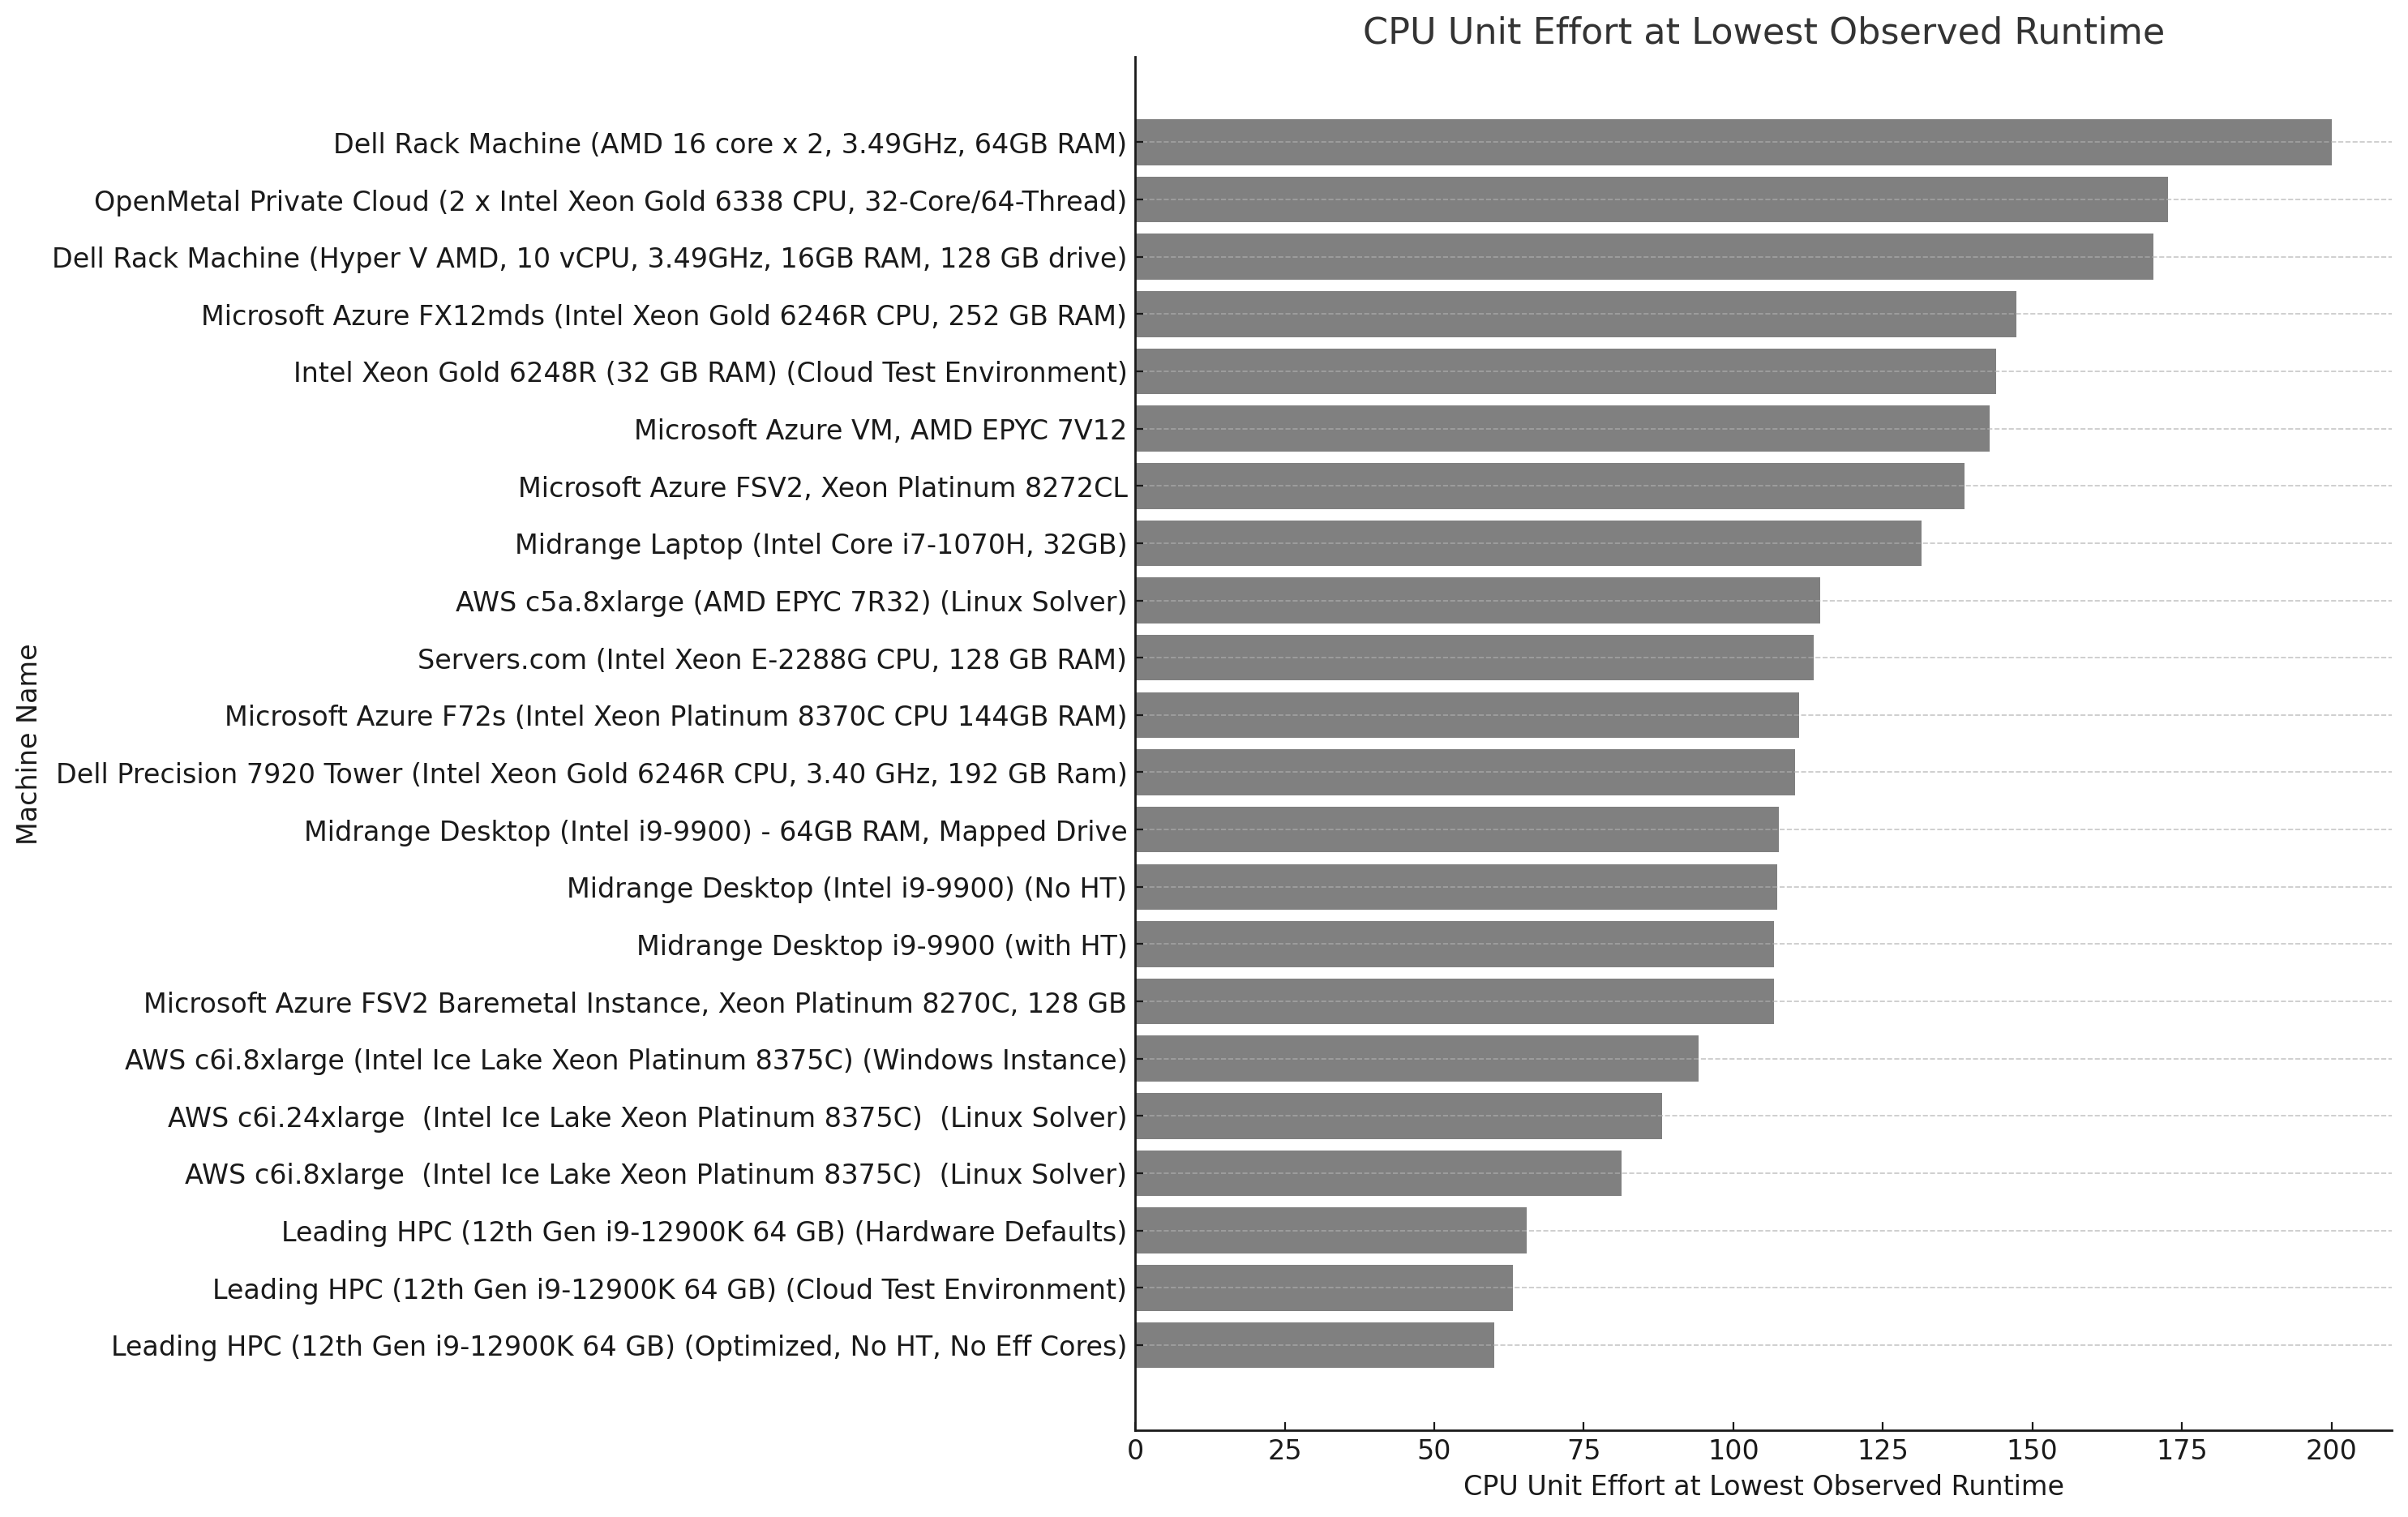 CPU Unit Effort at Lowest Observed Runtime
Dell Rack Machine (AMD 16 core x 2, 3.49GHz, 64GB RAM)
OpenMetal Private Cloud (2 x Intel Xeon Gold 6338 CPU, 32-Core/64-Thread)
Dell Rack Machine (Hyper V AMD, 10 vCPU, 3.49GHz, 16GB RAM, 128 GB drive)
Microsoft Azure FX12mds (Intel Xeon Gold 6246R CPU, 252 GB RAM)
Intel Xeon Gold 6248R (32 GB RAM) (Cloud Test Environment)
Microsoft Azure VM, AMD EPYC 7V12
Microsoft Azure FSV2, Xeon Platinum 8272CL
Midrange Laptop (Intel Core i7-1070H, 32GB)
AWS c5a.8xlarge (AMD EPYC 7R32) (Linux Solver)
Servers.com (Intel Xeon E-2288G CPU, 128 GB RAM)
Microsoft Azure F72s (Intel Xeon Platinum 8370C CPU 144GB RAM)
Dell Precision 7920 Tower (Intel Xeon Gold 6246R CPU, 3.40 GHz, 192 GB Ram)
Midrange Desktop (Intel i9-9900) - 64GB RAM, Mapped Drive
Midrange Desktop (Intel i9-9900) (No HT)
Midrange Desktop i9-9900 (with HT)
Microsoft Azure FSV2 Baremetal Instance, Xeon Platinum 8270C, 128 GB
AWS c6i.8xlarge (Intel Ice Lake Xeon Platinum 8375C) (Windows Instance)
AWS c6i.24xlarge  (Intel Ice Lake Xeon Platinum 8375C)  (Linux Solver)
AWS c6i.8xlarge  (Intel Ice Lake Xeon Platinum 8375C)  (Linux Solver)
Leading HPC (12th Gen i9-12900K 64 GB) (Hardware Defaults)
Leading HPC (12th Gen i9-12900K 64 GB) (Cloud Test Environment)
Leading HPC (12th Gen i9-12900K 64 GB) (Optimized, No HT, No Eff Cores)
Machine Name
0 25 50 75 100 125 150 175 200
CPU Unit Effort at Lowest Observed Runtime